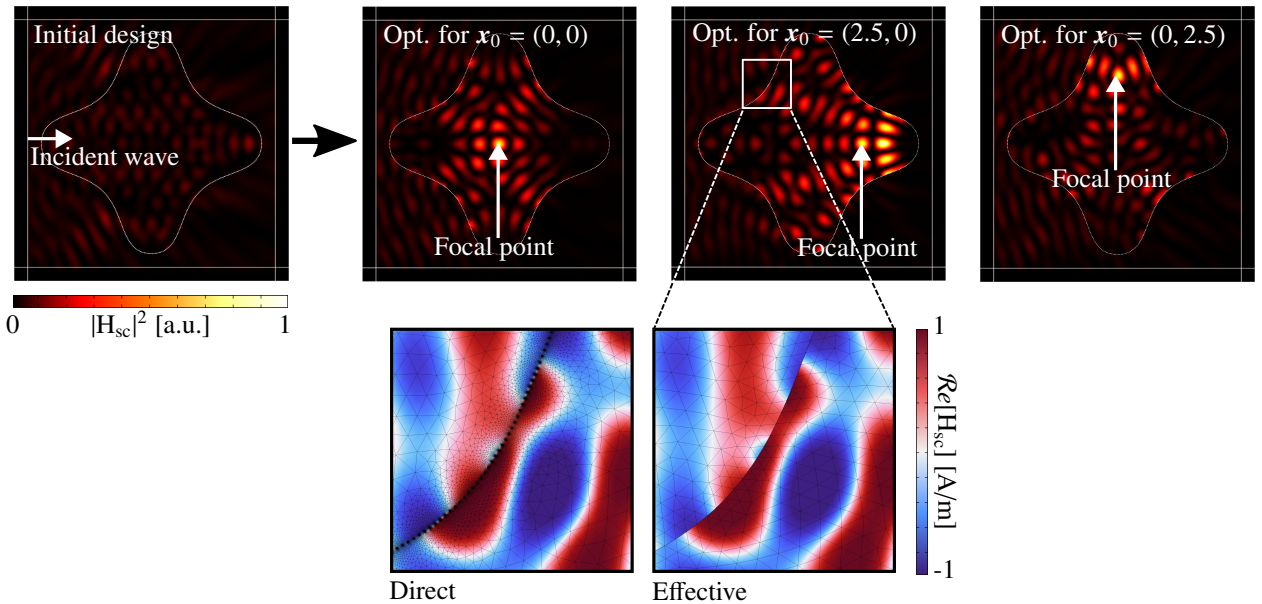 Initial design
Opt. for x₀ = (0, 0)
Opt. for x₀ = (2.5, 0)
Opt. for x₀ = (0, 2.5)
Incident wave
Focal point
Focal point
Focal point
0
|H_sc|² [a.u.]
1
1
ℛe[H_sc] [A/m]
-1
Direct
Effective